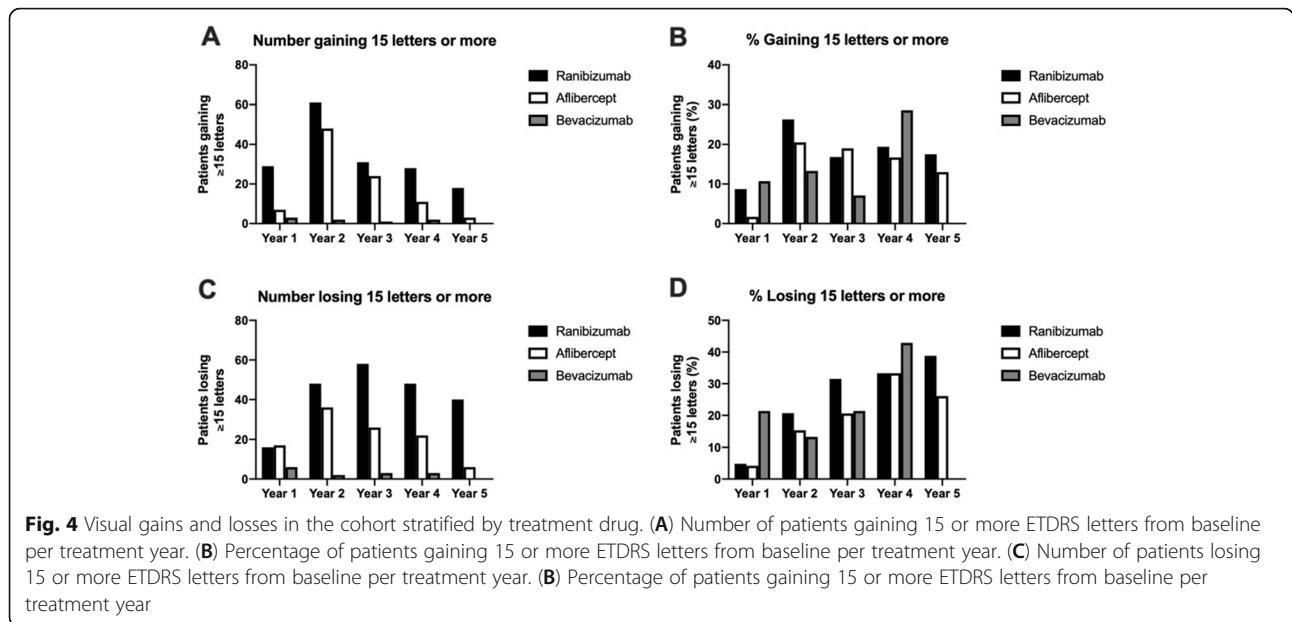 A
Number gaining 15 letters or more
Patients gaining
≥15 letters
80
60
40
20
0
Year 1 Year 2 Year 3 Year 4 Year 5
Ranibizumab
Aflibercept
Bevacizumab
B
% Gaining 15 letters or more
Patients gaining
≥15 letters (%)
40
30
20
10
0
Year 1 Year 2 Year 3 Year 4 Year 5
Ranibizumab
Aflibercept
Bevacizumab
C
Number losing 15 letters or more
Patients losing
≥15 letters
80
60
40
20
0
Year 1 Year 2 Year 3 Year 4 Year 5
Ranibizumab
Aflibercept
Bevacizumab
D
% Losing 15 letters or more
Patients losing
≥15 letters (%)
50
40
30
20
10
0
Year 1 Year 2 Year 3 Year 4 Year 5
Ranibizumab
Aflibercept
Bevacizumab
Fig. 4 Visual gains and losses in the cohort stratified by treatment drug. (A) Number of patients gaining 15 or more ETDRS letters from baseline
per treatment year. (B) Percentage of patients gaining 15 or more ETDRS letters from baseline per treatment year. (C) Number of patients losing
15 or more ETDRS letters from baseline per treatment year. (B) Percentage of patients gaining 15 or more ETDRS letters from baseline per
treatment year